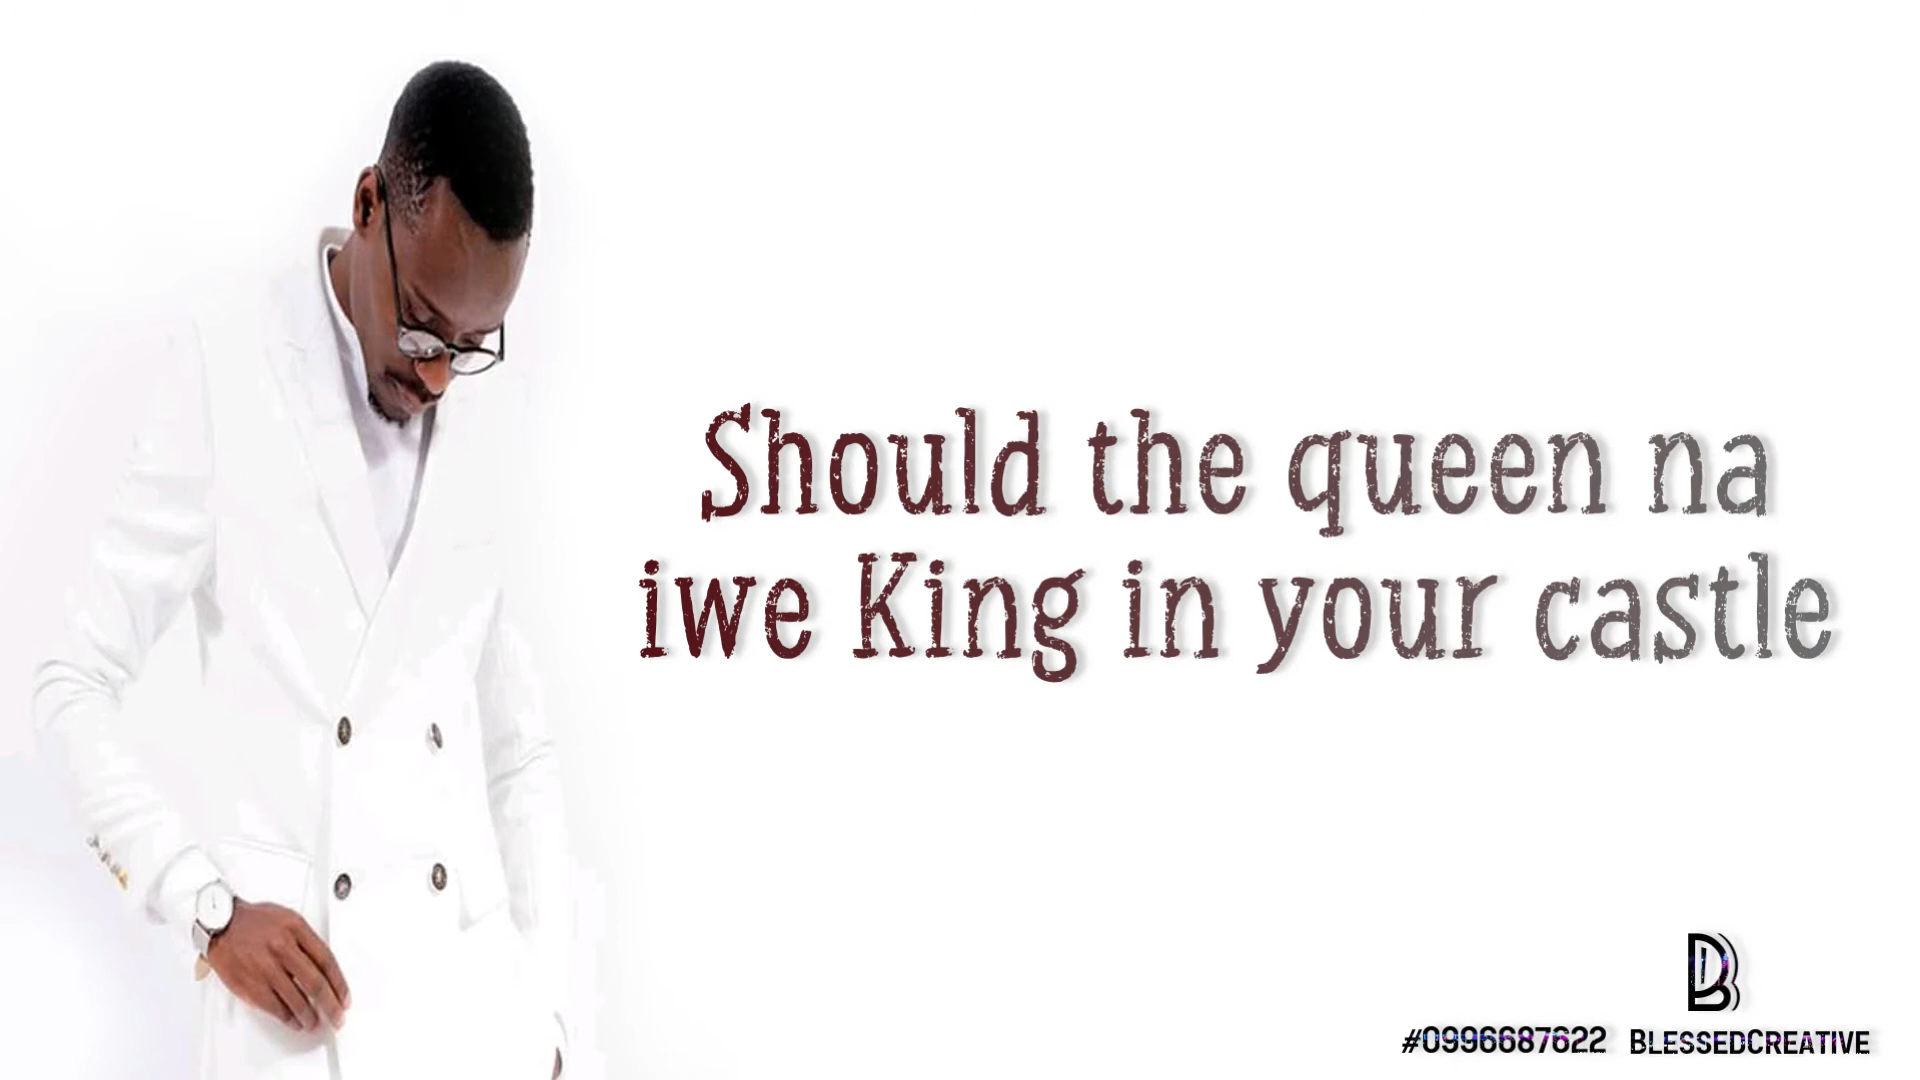 Should the queen na
iwe King in your castle
#0996687622 BLESSEDCREATIVE